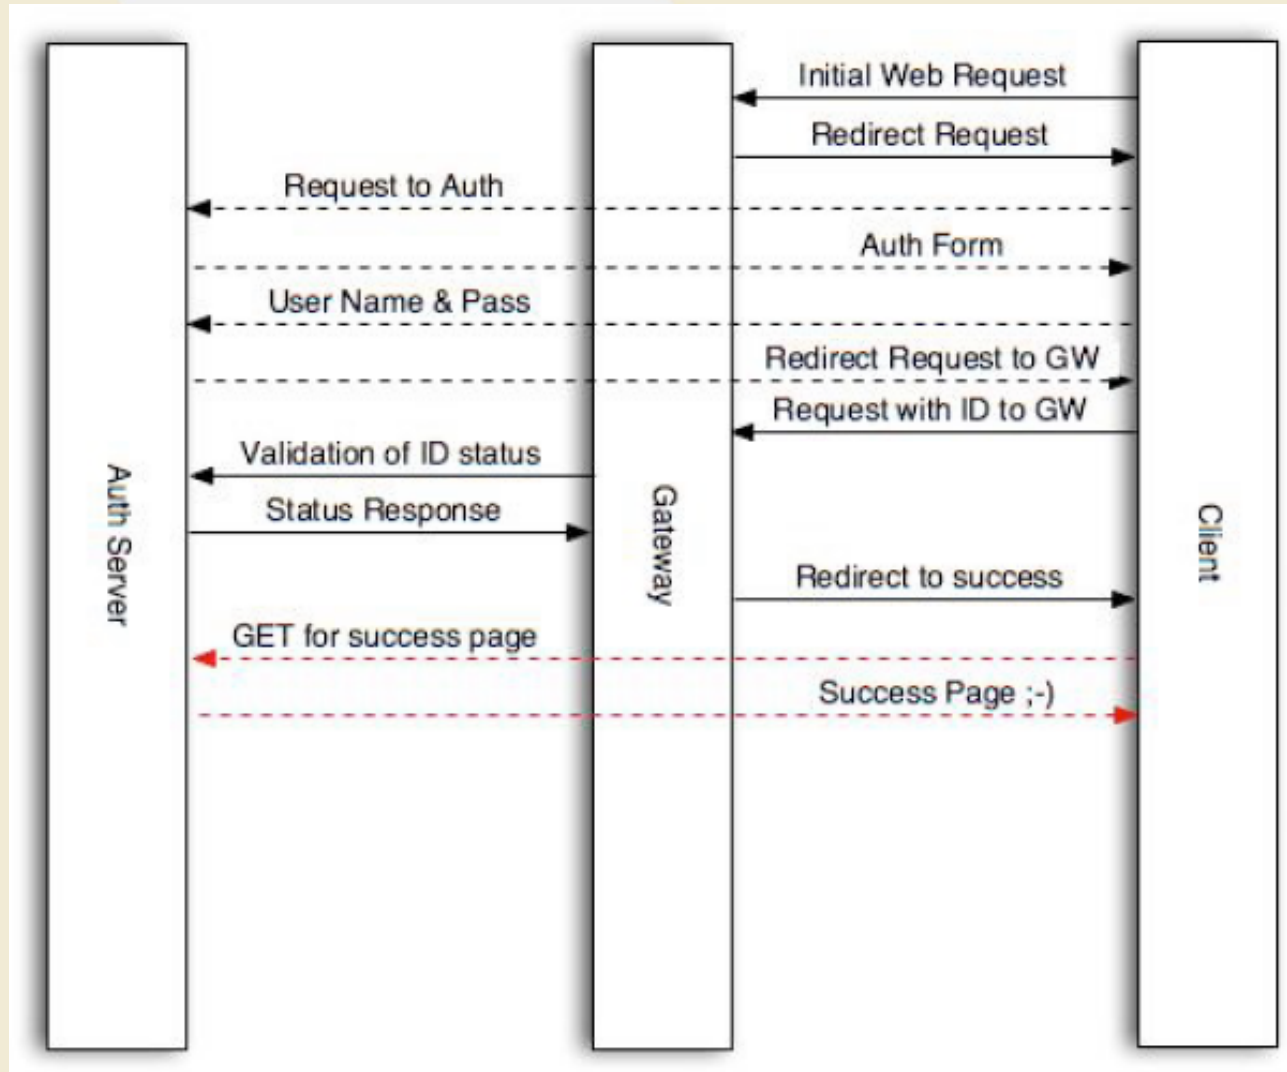 Initial Web Request
Redirect Request
Request to Auth
Auth Form
User Name & Pass
Redirect Request to GW
Request with ID to GW
Validation of ID status
Status Response
Redirect to success
GET for success page
Success Page ;-)
Auth Server
Gateway
Client